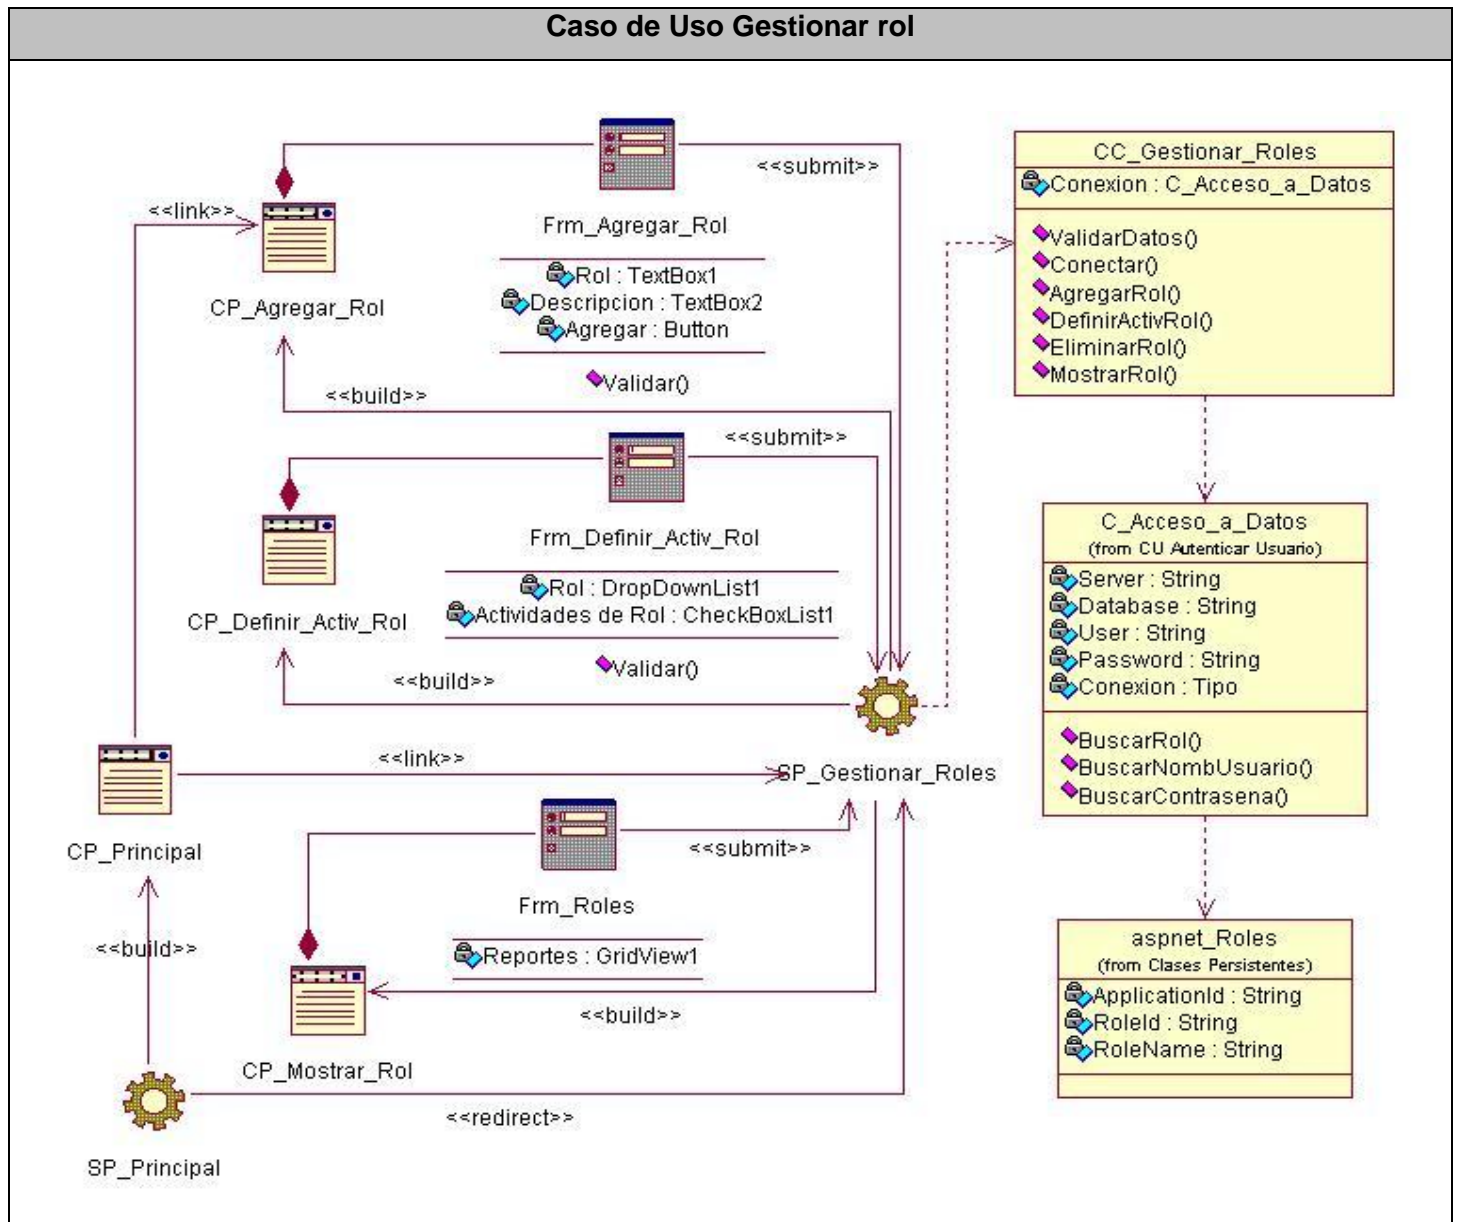 Caso de Uso Gestionar rol
<<link>>
CP_Agregar_Rol
<<submit>>
Frm_Agregar_Rol
Rol : TextBox1
Descripcion : TextBox2
Agregar : Button
Validar()
<<build>>
<<submit>>
Frm_Definir_Activ_Rol
Rol : DropDownList1
Actividades de Rol : CheckBoxList1
Validar()
CP_Definir_Activ_Rol
<<build>>
<<link>>
SP_Gestionar_Roles
CP_Principal
<<submit>>
Frm_Roles
Reportes : GridView1
<<build>>
<<build>>
CP_Mostrar_Rol
<<redirect>>
SP_Principal
CC_Gestionar_Roles
Conexion : C_Acceso_a_Datos
ValidarDatos()
Conectar()
AgregarRol()
DefinirActivRol()
EliminarRol()
MostrarRol()
C_Acceso_a_Datos
(from CU Autenticar Usuario)
Server : String
Database : String
User : String
Password : String
Conexion : Tipo
BuscarRol()
BuscarNombUsuario()
BuscarContrasena()
aspnet_Roles
(from Clases Persistentes)
ApplicationId : String
RoleId : String
RoleName : String